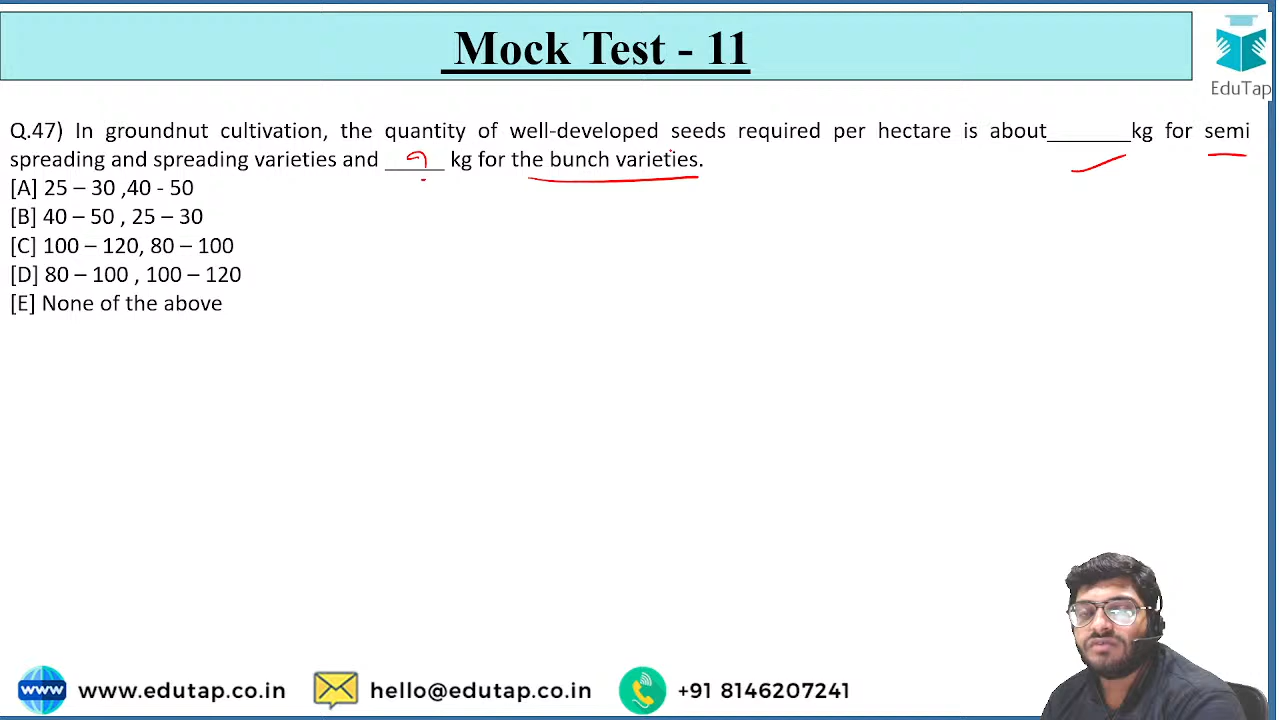 Mock Test - 11
EduTap
Q.47) In groundnut cultivation, the quantity of well-developed seeds required per hectare is about_______kg for semi
spreading and spreading varieties and _____ kg for the bunch varieties.
[A] 25 – 30 ,40 - 50
[B] 40 – 50 , 25 – 30
[C] 100 – 120, 80 – 100
[D] 80 – 100 , 100 – 120
[E] None of the above
www www.edutap.co.in hello@edutap.co.in +91 8146207241